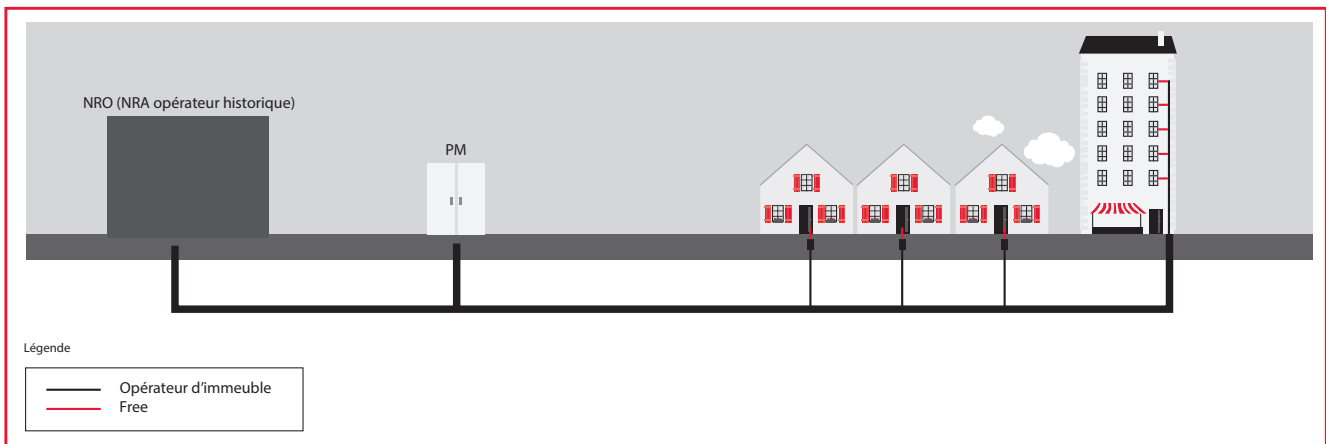 NRO (NRA opérateur historique)
PM
Légende
Opérateur d'immeuble
Free